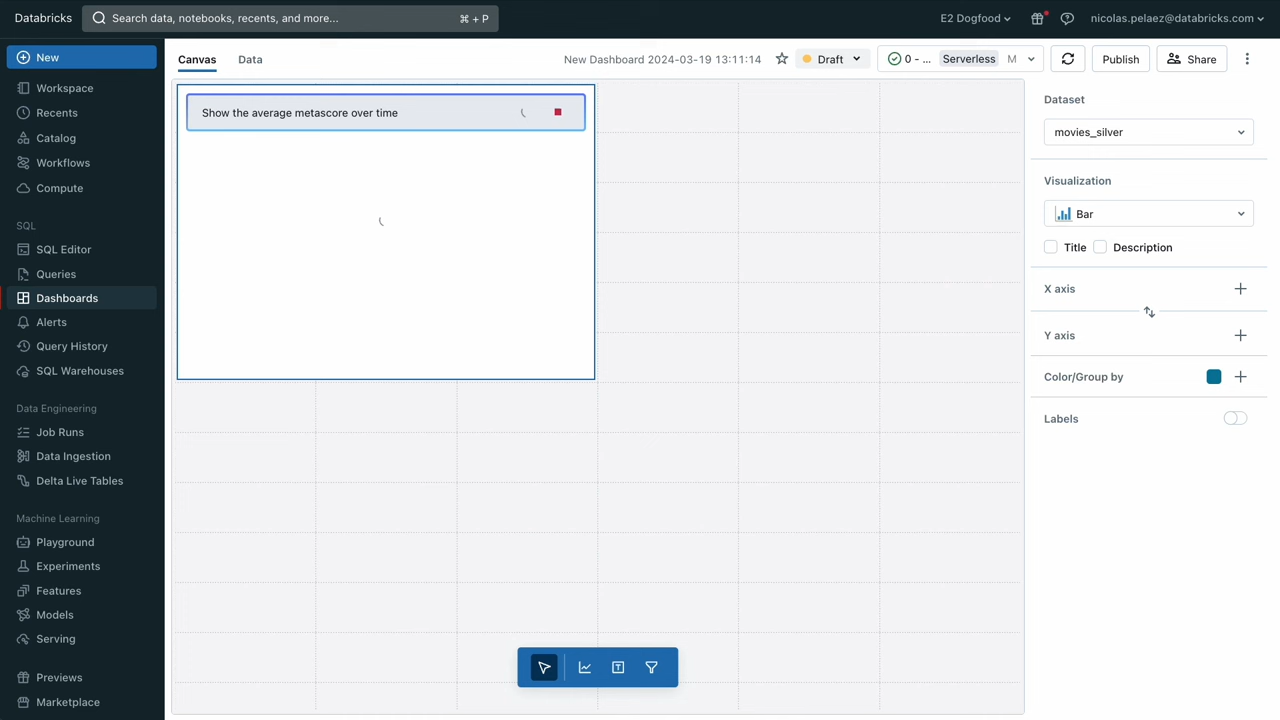 Databricks
Search data, notebooks, recents, and more...
⌘ + P
E2 Dogfood
nicolas.pelaez@databricks.com
New
Workspace
Recents
Catalog
Workflows
Compute
SQL
SQL Editor
Queries
Dashboards
Alerts
Query History
SQL Warehouses
Data Engineering
Job Runs
Data Ingestion
Delta Live Tables
Machine Learning
Playground
Experiments
Features
Models
Serving
Previews
Marketplace
Canvas
Data
New Dashboard 2024-03-19 13:11:14
Draft
0 - ...
Serverless
M
Publish
Share
Show the average metascore over time
Dataset
movies_silver
Visualization
Bar
Title
Description
X axis
Y axis
Color/Group by
Labels